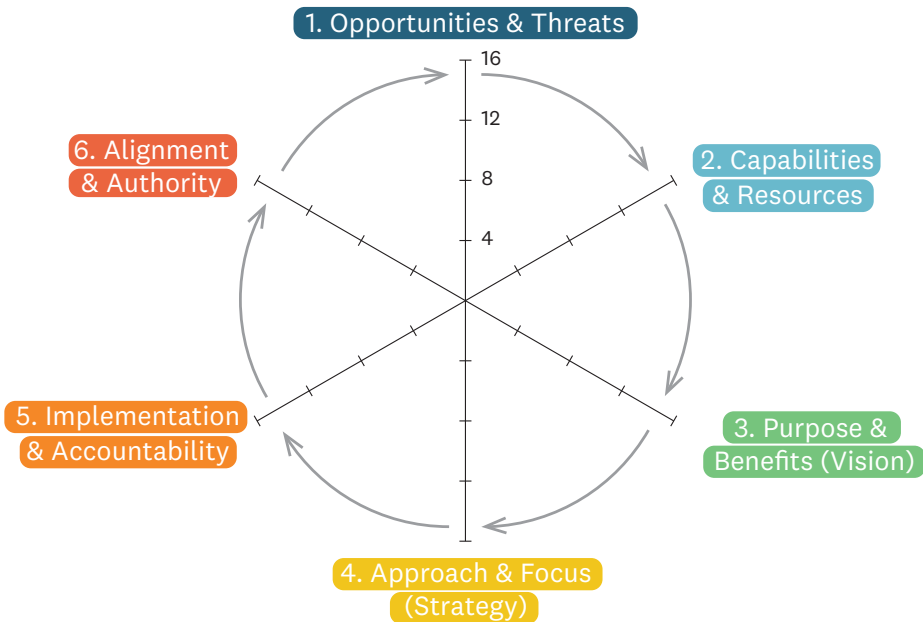 1. Opportunities & Threats
16
12
8
4
2. Capabilities
& Resources
3. Purpose &
Benefits (Vision)
4. Approach & Focus
(Strategy)
5. Implementation
& Accountability
6. Alignment
& Authority